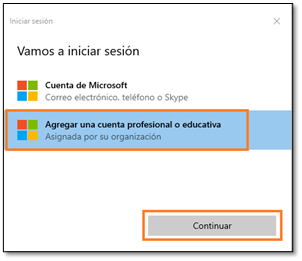 Iniciar sesión
Vamos a iniciar sesión
Cuenta de Microsoft
Correo electrónico, teléfono o Skype
Agregar una cuenta profesional o educativa
Asignada por su organización
Continuar